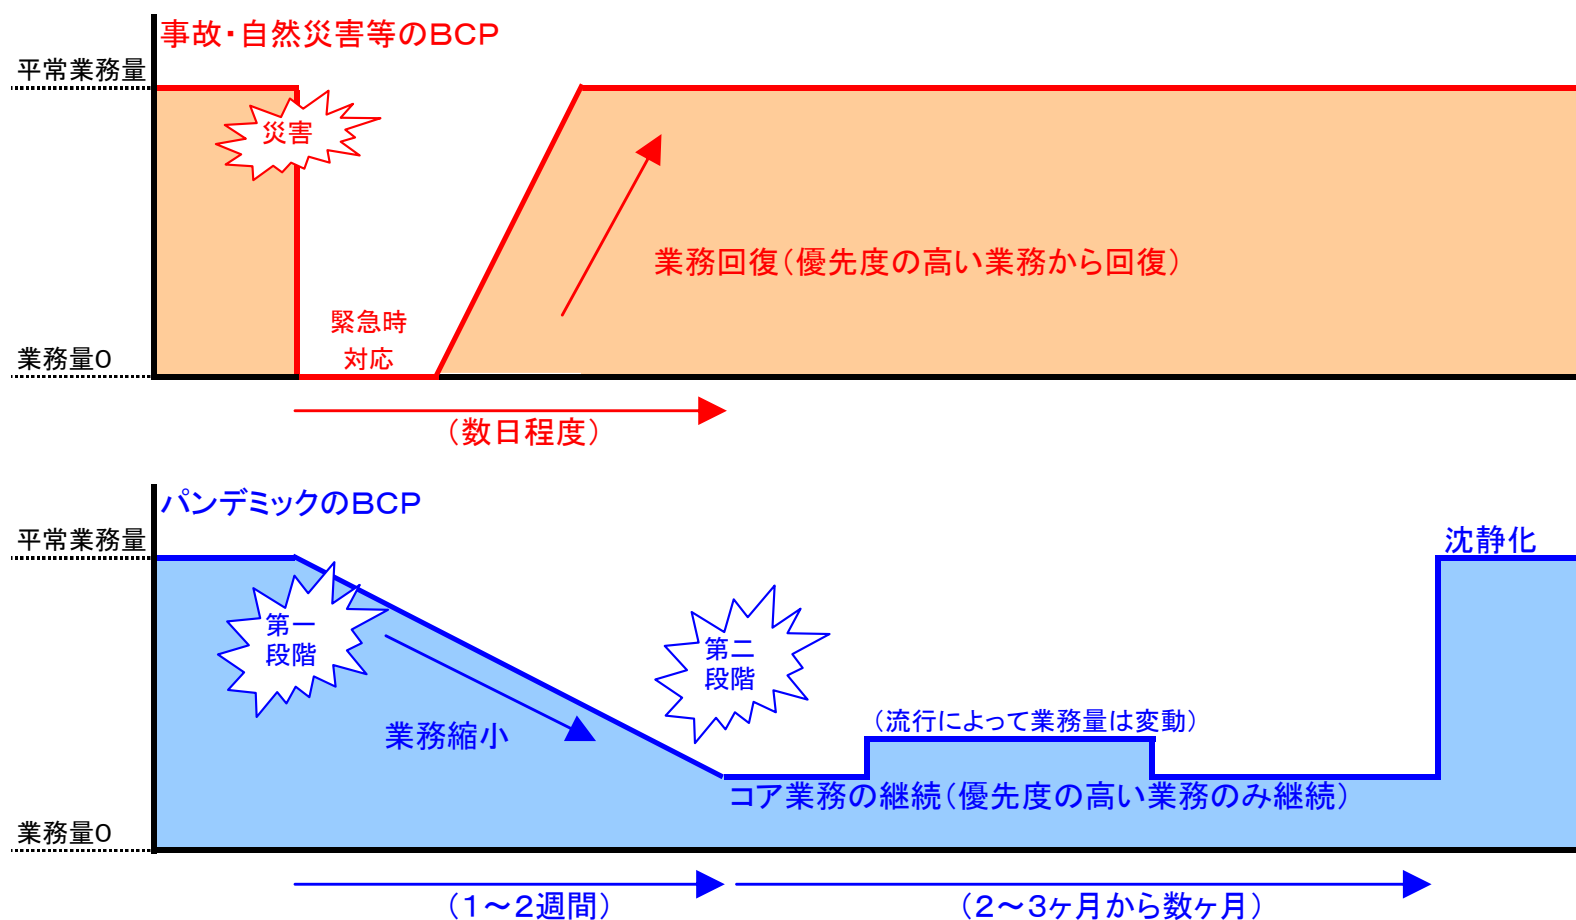 事故・自然災害等のBCP
平常業務量
災害
業務回復（優先度の高い業務から回復）
緊急時
対応
業務量0
（数日程度）
パンデミックのBCP
平常業務量
沈静化
第一
段階
第二
段階
（流行によって業務量は変動）
業務縮小
コア業務の継続（優先度の高い業務のみ継続）
業務量0
（1～2週間）
（2～3ヶ月から数ヶ月）